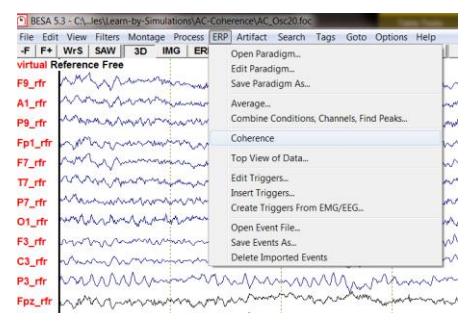 BESA 5.3 - C:\...les\Learn-by-Simulations\AC-Coherence\AC_Osc20.foc
File Edit View Filters Montage Process ERP Artifact Search Tags Goto Options Help
-F F+ WrS SAW 3D IMG ER
virtual Reference Free
F9_rfr
A1_rfr
P9_rfr
Fp1_rfr
F7_rfr
T7_rfr
P7_rfr
O1_rfr
F3_rfr
C3_rfr
P3_rfr
Fpz_rfr
Open Paradigm...
Edit Paradigm...
Save Paradigm As...
Average...
Combine Conditions, Channels, Find Peaks...
Coherence
Top View of Data...
Edit Triggers...
Insert Triggers...
Create Triggers From EMG/EEG...
Open Event File...
Save Events As...
Delete Imported Events